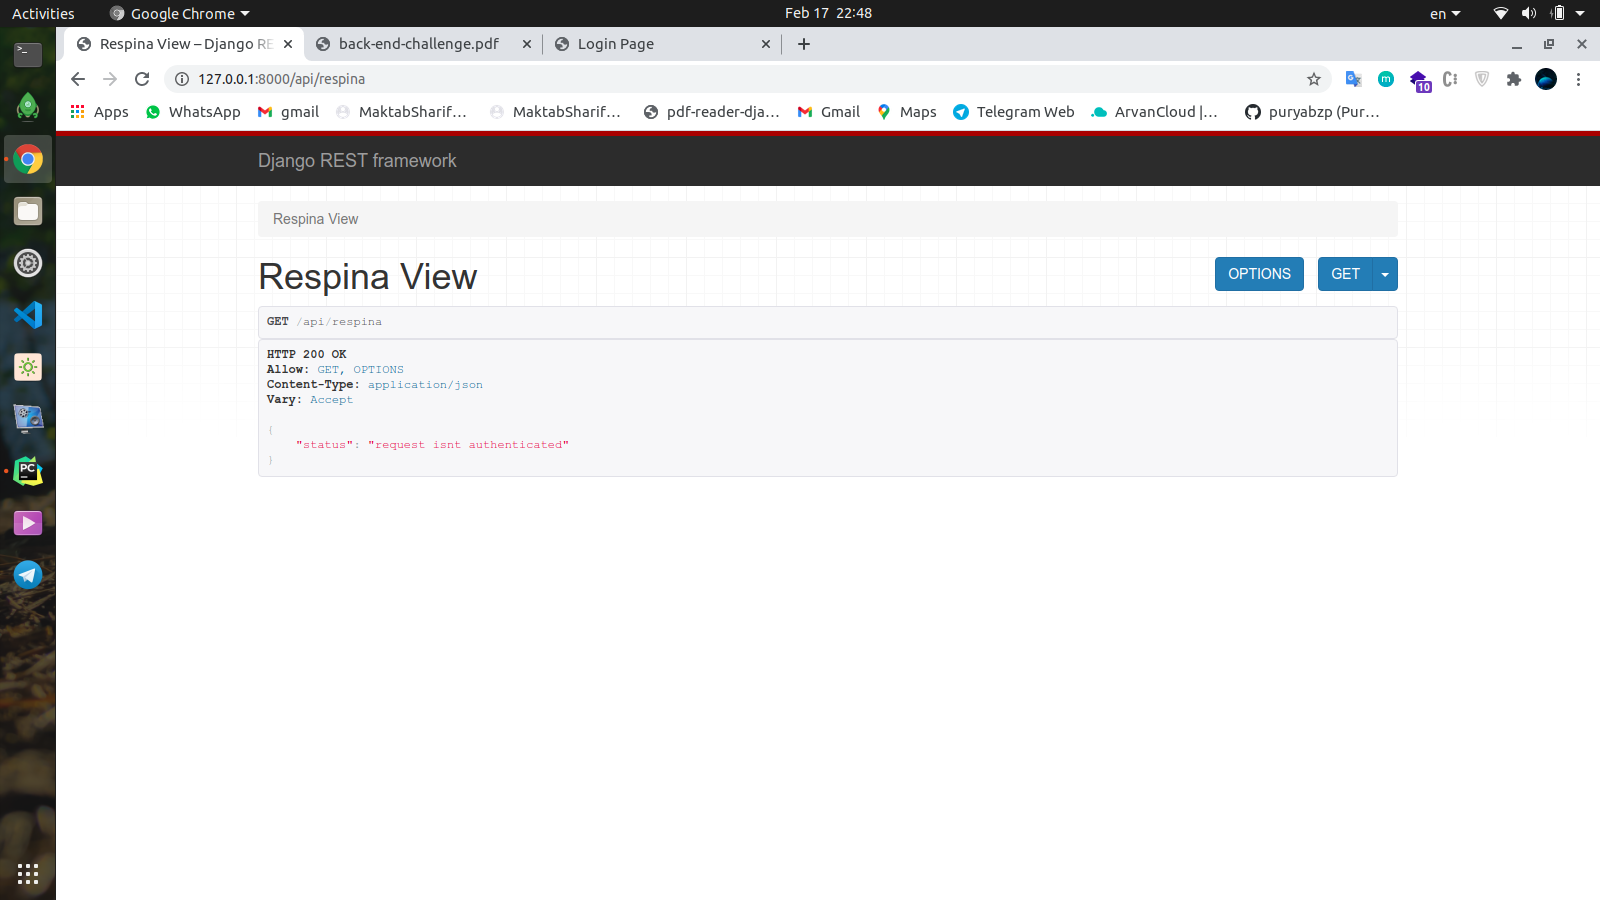 Activities
Google Chrome
Feb 17 22:48
en
Respina View – Django RE
back-end-challenge.pdf
Login Page
127.0.0.1:8000/api/respina
m
10
Apps
WhatsApp
gmail
MaktabSharif...
MaktabSharif...
pdf-reader-dja...
Gmail
Maps
Telegram Web
ArvanCloud |...
puryabzp (Pur...
Django REST framework
Respina View
Respina View
OPTIONS
GET
GET /api/respina
HTTP 200 OK
Allow: GET, OPTIONS
Content-Type: application/json
Vary: Accept
{
"status": "request isnt authenticated"
}
PC